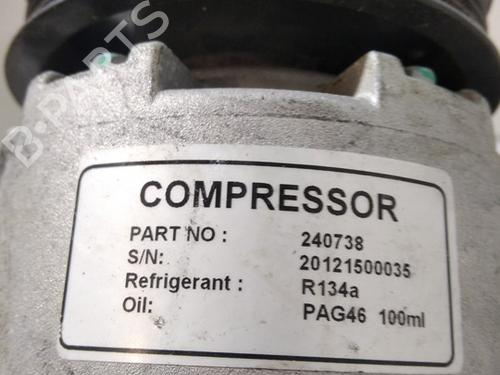 B-PARTS
COMPRESSOR
PART NO : 240738
S/N: 20121500035
Refrigerant : R134a
Oil: PAG46 100ml